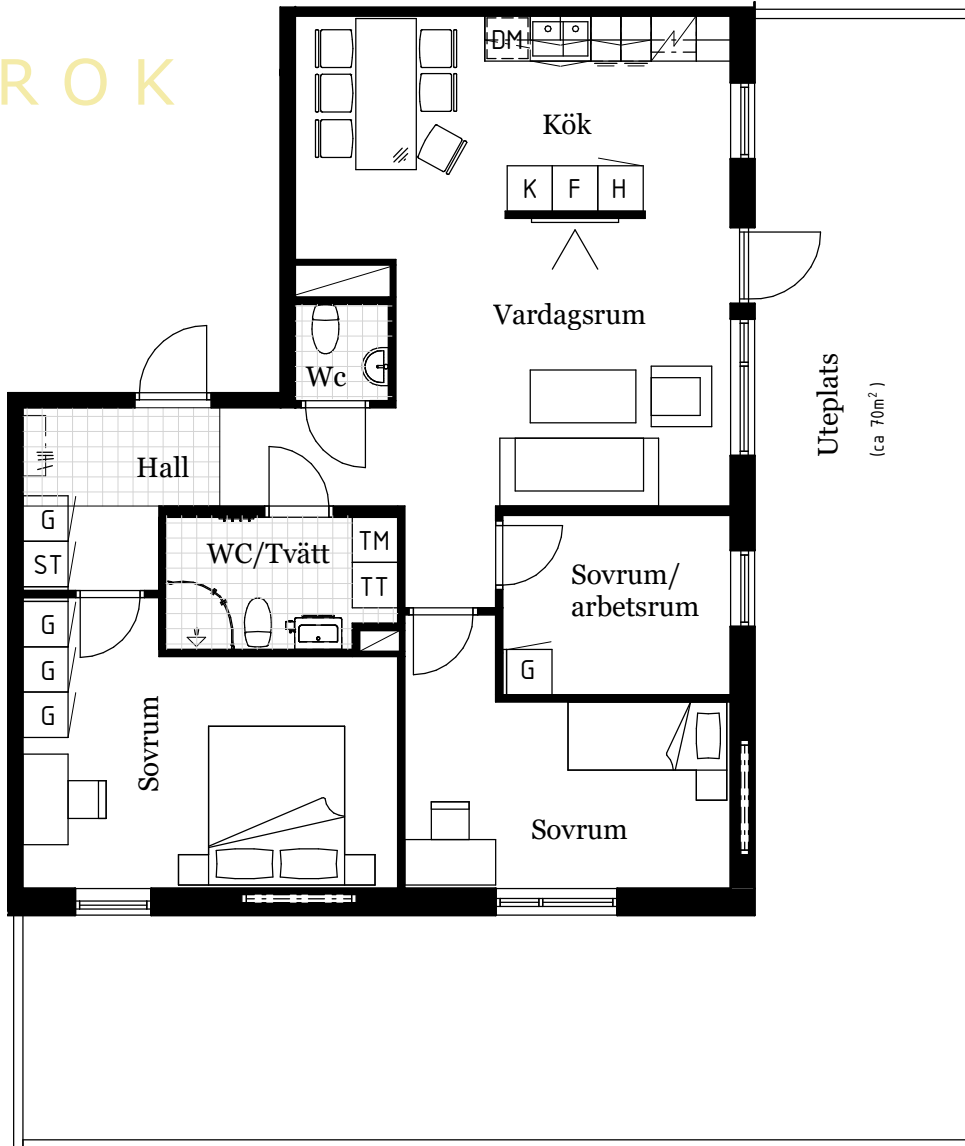 R O K
DM
Kök
K F H
Vardagsrum
Wc
Uteplats
(ca 70m²)
Hall
G
ST
WC/Tvätt
TM
TT
Sovrum/
arbetsrum
G
G
G
G
Sovrum
Sovrum